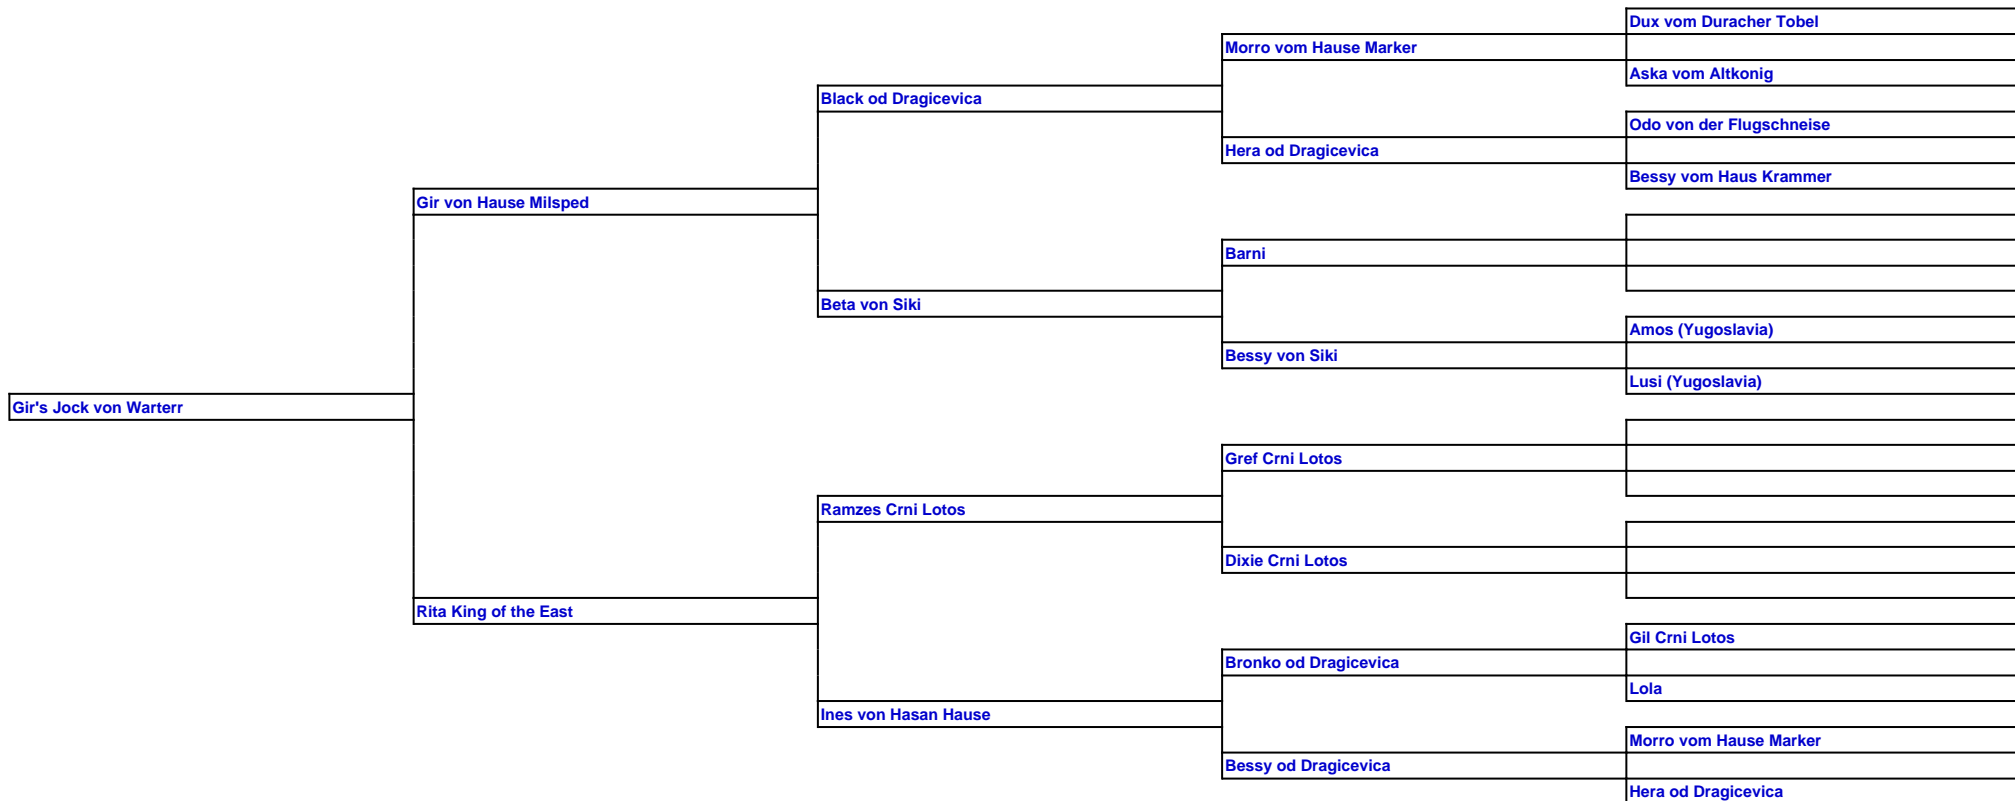 Dux vom Duracher Tobel
Morro vom Hause Marker
Aska vom Altkonig
Black od Dragicevica
Odo von der Flugschneise
Hera od Dragicevica
Bessy vom Haus Krammer
Gir von Hause Milsped
Barni
Beta von Siki
Amos (Yugoslavia)
Bessy von Siki
Lusi (Yugoslavia)
Gir's Jock von Warterr
Gref Crni Lotos
Ramzes Crni Lotos
Dixie Crni Lotos
Rita King of the East
Gil Crni Lotos
Bronko od Dragicevica
Lola
Ines von Hasan Hause
Morro vom Hause Marker
Bessy od Dragicevica
Hera od Dragicevica